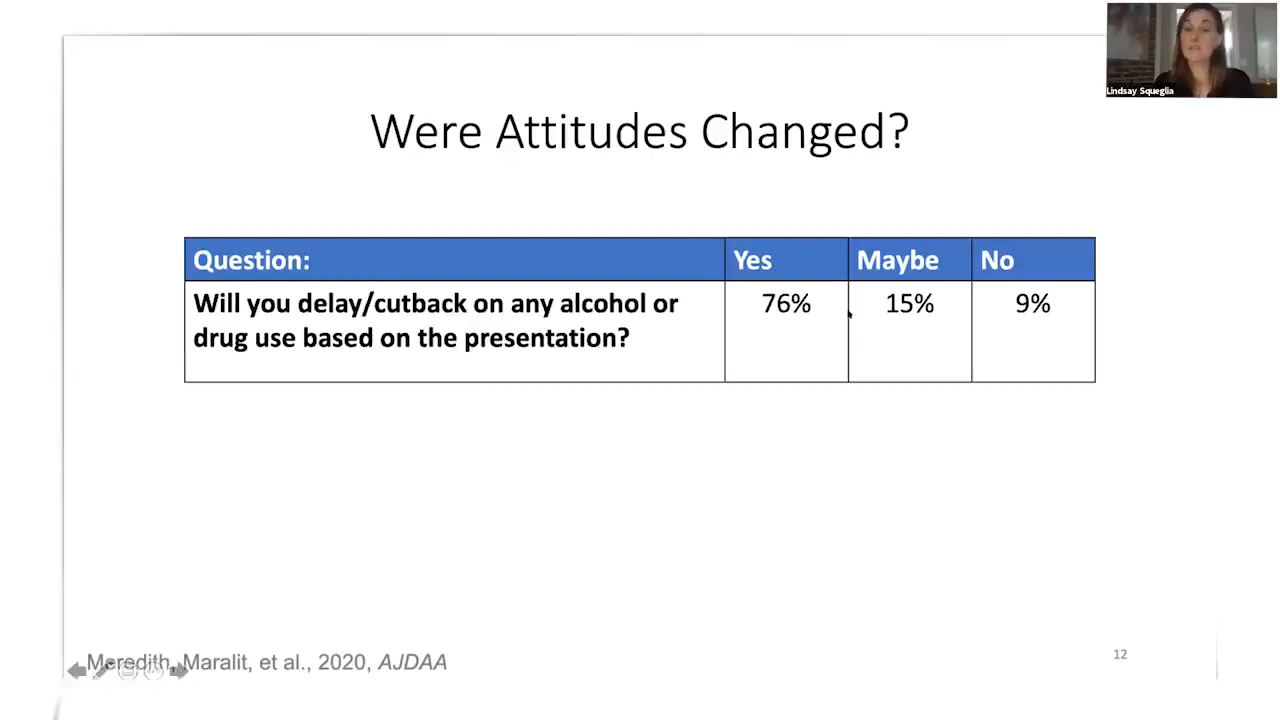 Lindsay Squeglia
Were Attitudes Changed?
Question: Yes Maybe No
Will you delay/cutback on any alcohol or 76% 15% 9%
drug use based on the presentation?
Meredith, Maralit, et al., 2020, AJDAA
12